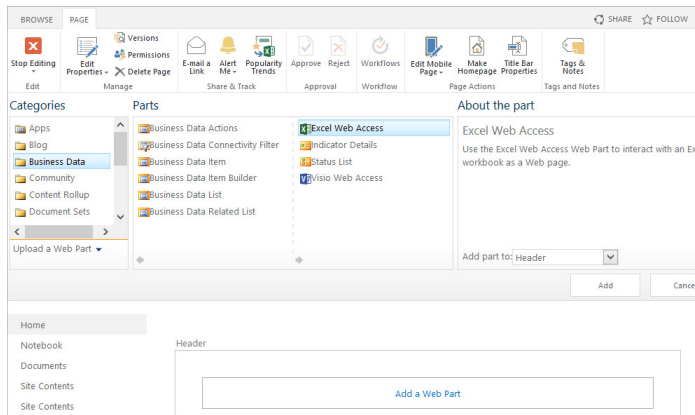 BROWSE PAGE SHARE FOLLOW
Versions
Permissions
Delete Page
Stop Editing
Edit Properties
E-mail a Link
Alert Me
Popularity Trends
Approve
Reject
Workflows
Edit Mobile Page
Make Homepage
Title Bar Properties
Tags & Notes
Edit Manage Share & Track Approval Workflow Page Actions Tags and Notes
Categories
Apps
Blog
Business Data
Community
Content Rollup
Document Sets
Upload a Web Part
Parts
Business Data Actions
Business Data Connectivity Filter
Business Data Item
Business Data Item Builder
Business Data List
Business Data Related List
Excel Web Access
Indicator Details
Status List
Visio Web Access
About the part
Excel Web Access
Use the Excel Web Access Web Part to interact with an Ex
workbook as a Web page.
Add part to: Header
Add Cance
Home
Notebook
Documents
Site Contents
Site Contents
Header
Add a Web Part